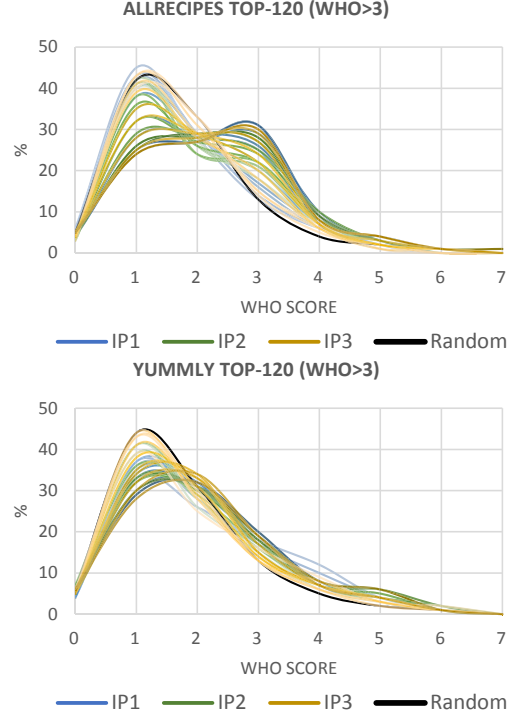 ALLRECIPES TOP-120 (WHO>3)
50
40
30
20
10
0
%
0 1 2 3 4 5 6 7
WHO SCORE
IP1 IP2 IP3 Random
YUMMLY TOP-120 (WHO>3)
50
40
30
20
10
0
%
0 1 2 3 4 5 6 7
WHO SCORE
IP1 IP2 IP3 Random